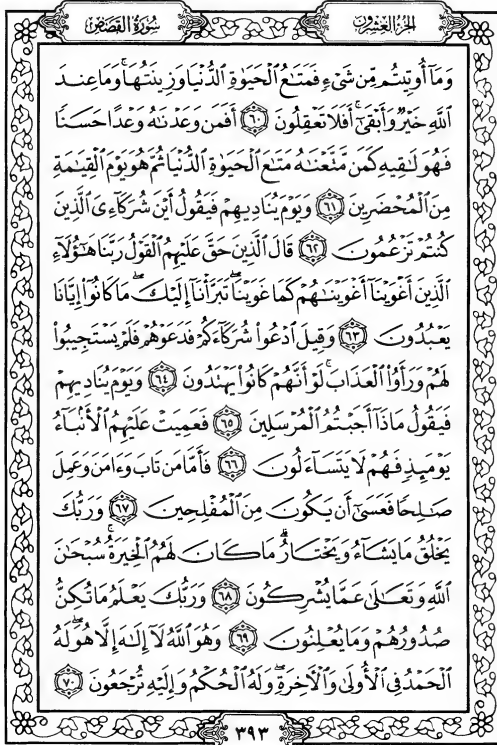 الجزء العشرون
سورة القصص
وَمَآ أُوتِيتُم مِّن شَىْءٍ فَمَتَٰعُ ٱلْحَيَوٰةِ ٱلدُّنْيَا وَزِينَتُهَا ۚ وَمَا عِندَ
ٱللَّهِ خَيْرٌ وَأَبْقَىٰٓ ۚ أَفَلَا تَعْقِلُونَ ٦٠ أَفَمَن وَعَدْنَٰهُ وَعْدًا حَسَنًا
فَهُوَ لَٰقِيهِ كَمَن مَّتَّعْنَٰهُ مَتَٰعَ ٱلْحَيَوٰةِ ٱلدُّنْيَا ثُمَّ هُوَ يَوْمَ ٱلْقِيَٰمَةِ
مِنَ ٱلْمُحْضَرِينَ ٦١ وَيَوْمَ يُنَادِيهِمْ فَيَقُولُ أَيْنَ شُرَكَآءِىَ ٱلَّذِينَ
كُنتُمْ تَزْعُمُونَ ٦٢ قَالَ ٱلَّذِينَ حَقَّ عَلَيْهِمُ ٱلْقَوْلُ رَبَّنَا هَٰٓؤُلَآءِ
ٱلَّذِينَ أَغْوَيْنَآ أَغْوَيْنَٰهُمْ كَمَا غَوَيْنَا ۖ تَبَرَّأْنَآ إِلَيْكَ ۖ مَا كَانُوٓا۟ إِيَّانَا
يَعْبُدُونَ ٦٣ وَقِيلَ ٱدْعُوا۟ شُرَكَآءَكُمْ فَدَعَوْهُمْ فَلَمْ يَسْتَجِيبُوا۟
لَهُمْ وَرَأَوُا۟ ٱلْعَذَابَ ۚ لَوْ أَنَّهُمْ كَانُوا۟ يَهْتَدُونَ ٦٤ وَيَوْمَ يُنَادِيهِمْ
فَيَقُولُ مَاذَآ أَجَبْتُمُ ٱلْمُرْسَلِينَ ٦٥ فَعَمِيَتْ عَلَيْهِمُ ٱلْأَنۢبَآءُ
يَوْمَئِذٍ فَهُمْ لَا يَتَسَآءَلُونَ ٦٦ فَأَمَّا مَن تَابَ وَءَامَنَ وَعَمِلَ
صَٰلِحًا فَعَسَىٰٓ أَن يَكُونَ مِنَ ٱلْمُفْلِحِينَ ٦٧ وَرَبُّكَ
يَخْلُقُ مَا يَشَآءُ وَيَخْتَارُ ۗ مَا كَانَ لَهُمُ ٱلْخِيَرَةُ ۚ سُبْحَٰنَ
ٱللَّهِ وَتَعَٰلَىٰ عَمَّا يُشْرِكُونَ ٦٨ وَرَبُّكَ يَعْلَمُ مَا تُكِنُّ
صُدُورُهُمْ وَمَا يُعْلِنُونَ ٦٩ وَهُوَ ٱللَّهُ لَآ إِلَٰهَ إِلَّا هُوَ ۖ لَهُ
ٱلْحَمْدُ فِى ٱلْأُولَىٰ وَٱلْءَاخِرَةِ ۖ وَلَهُ ٱلْحُكْمُ وَإِلَيْهِ تُرْجَعُونَ ٧٠
٣٩٣